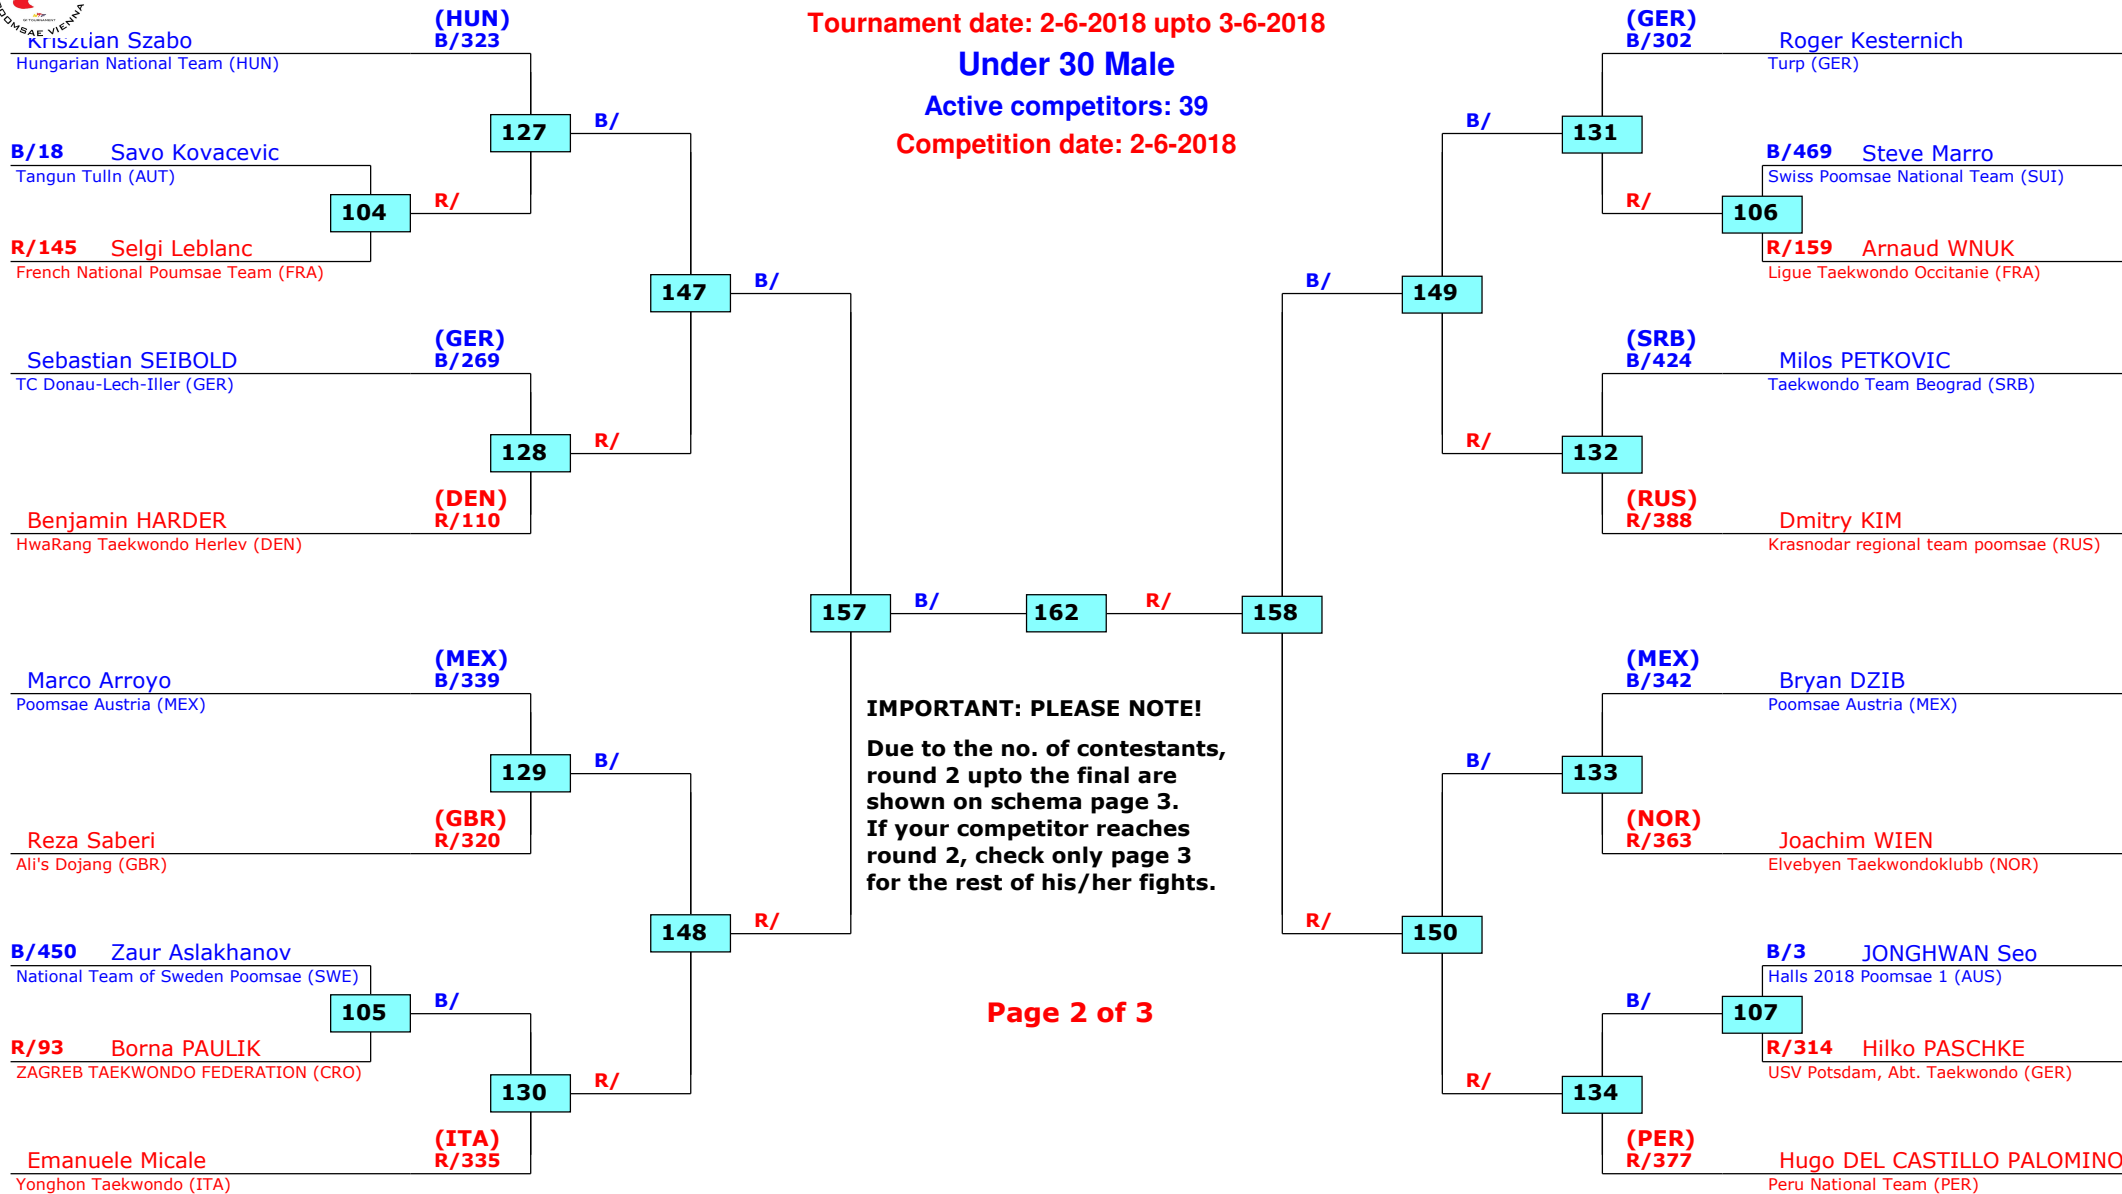 POOMSAE VIENNA
Tournament date: 2-6-2018 upto 3-6-2018
Under 30 Male
Active competitors: 39
Competition date: 2-6-2018
Krisztian Szabo
(HUN)
B/323
Hungarian National Team (HUN)
127
B/
B/18 Savo Kovacevic
Tangun Tulln (AUT)
104
R/
R/145 Selgi Leblanc
French National Poumsae Team (FRA)
147
B/
Sebastian SEIBOLD
(GER)
B/269
TC Donau-Lech-Iller (GER)
128
R/
Benjamin HARDER
(DEN)
R/110
HwaRang Taekwondo Herlev (DEN)
157
B/
162
R/
158
Marco Arroyo
(MEX)
B/339
Poomsae Austria (MEX)
129
B/
Reza Saberi
(GBR)
R/320
Ali's Dojang (GBR)
148
R/
B/450 Zaur Aslakhanov
National Team of Sweden Poomsae (SWE)
105
B/
R/93 Borna PAULIK
ZAGREB TAEKWONDO FEDERATION (CRO)
130
R/
Emanuele Micale
(ITA)
R/335
Yonghon Taekwondo (ITA)
IMPORTANT: PLEASE NOTE!
Due to the no. of contestants,
round 2 upto the final are
shown on schema page 3.
If your competitor reaches
round 2, check only page 3
for the rest of his/her fights.
Page 2 of 3
(GER)
B/302
Roger Kesternich
Turp (GER)
B/
131
B/469 Steve Marro
Swiss Poomsae National Team (SUI)
R/
106
R/159 Arnaud WNUK
Ligue Taekwondo Occitanie (FRA)
B/
149
(SRB)
B/424
Milos PETKOVIC
Taekwondo Team Beograd (SRB)
R/
132
(RUS)
R/388
Dmitry KIM
Krasnodar regional team poomsae (RUS)
(MEX)
B/342
Bryan DZIB
Poomsae Austria (MEX)
B/
133
(NOR)
R/363
Joachim WIEN
Elvebyen Taekwondoklubb (NOR)
R/
150
B/3 JONGHWAN Seo
Halls 2018 Poomsae 1 (AUS)
B/
107
R/314 Hilko PASCHKE
USV Potsdam, Abt. Taekwondo (GER)
R/
134
(PER)
R/377
Hugo DEL CASTILLO PALOMINO
Peru National Team (PER)